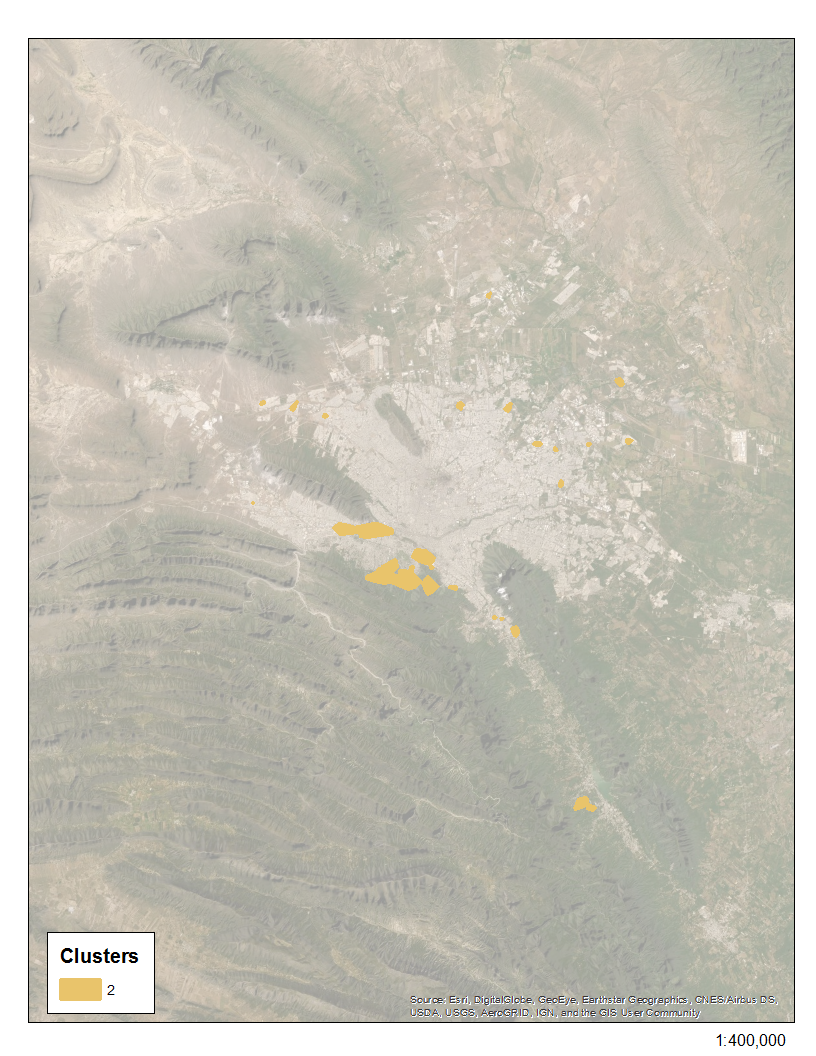 Clusters
2
Source: Esri, DigitalGlobe, GeoEye, Earthstar Geographics, CNES/Airbus DS,
USDA, USGS, AeroGRID, IGN, and the GIS User Community
1:400,000